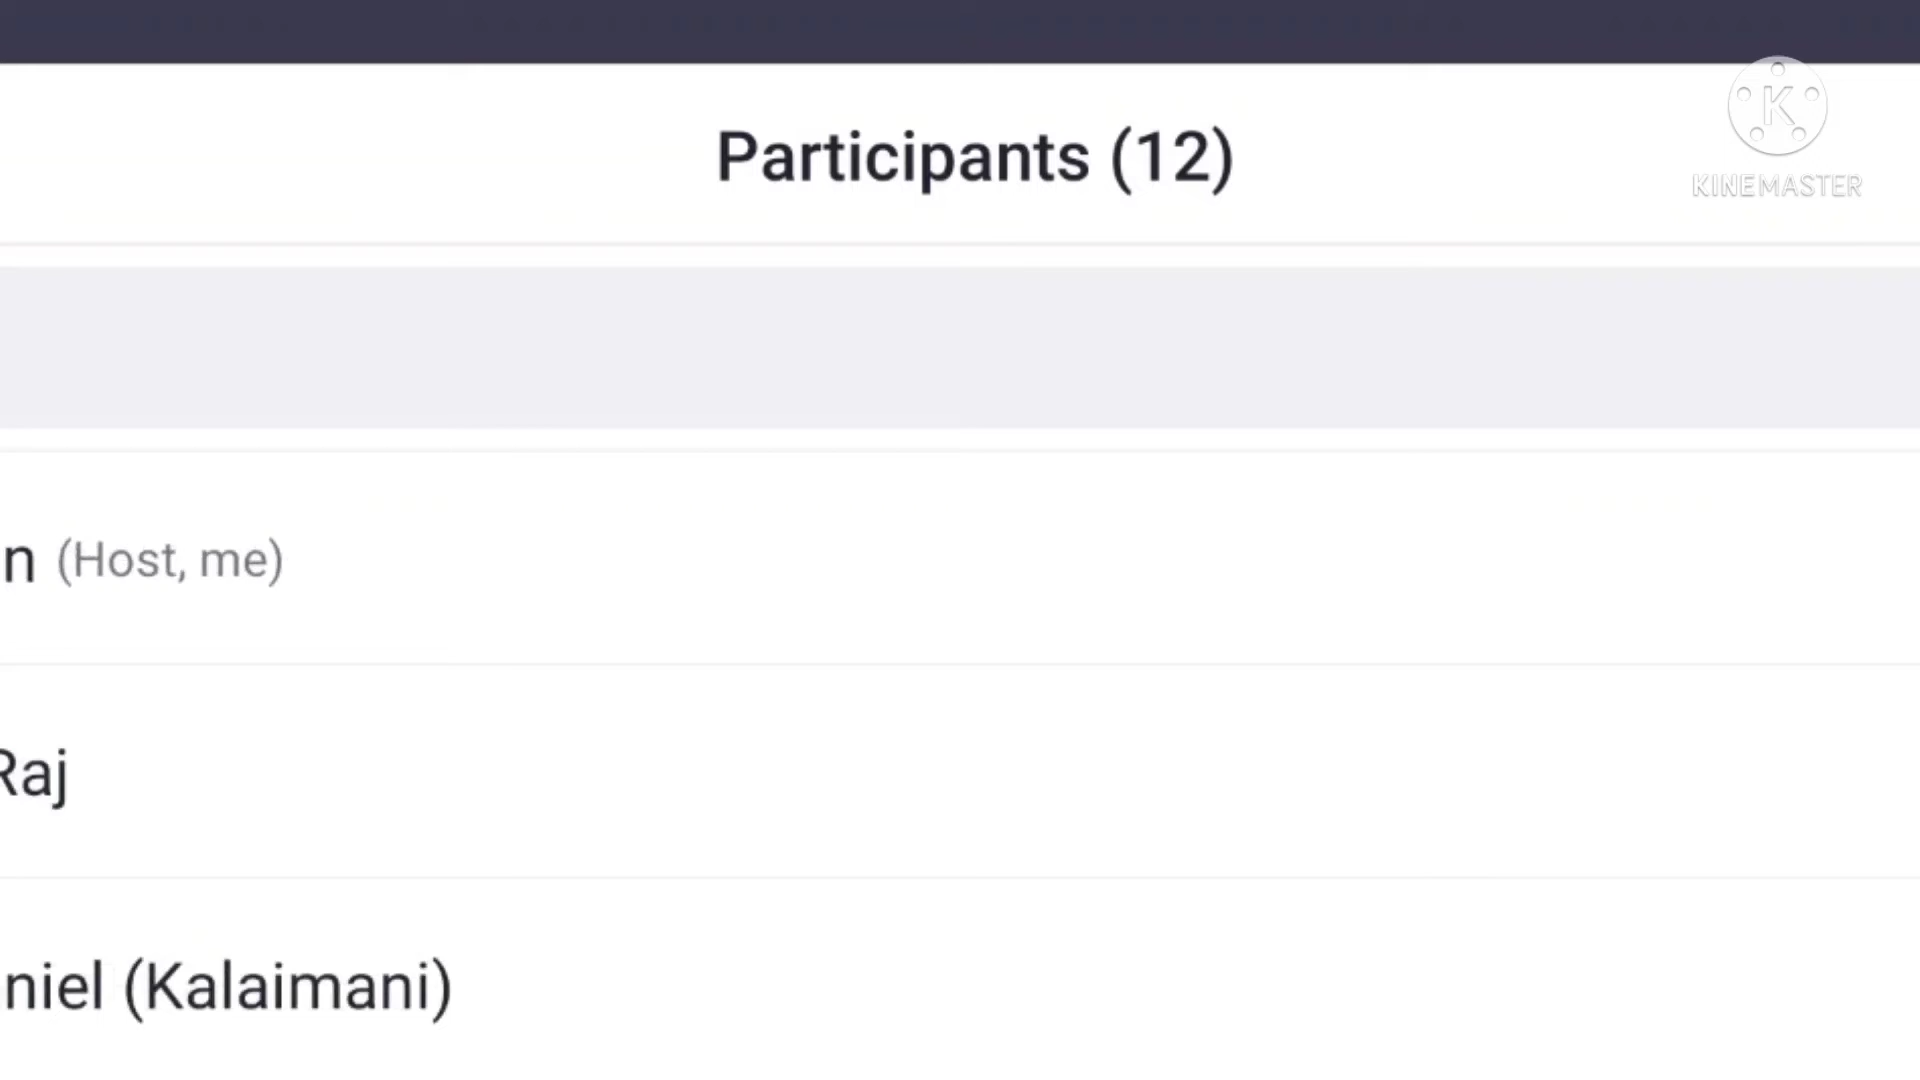 Participants (12)
K
KINEMASTER
n (Host, me)
Raj
niel (Kalaimani)